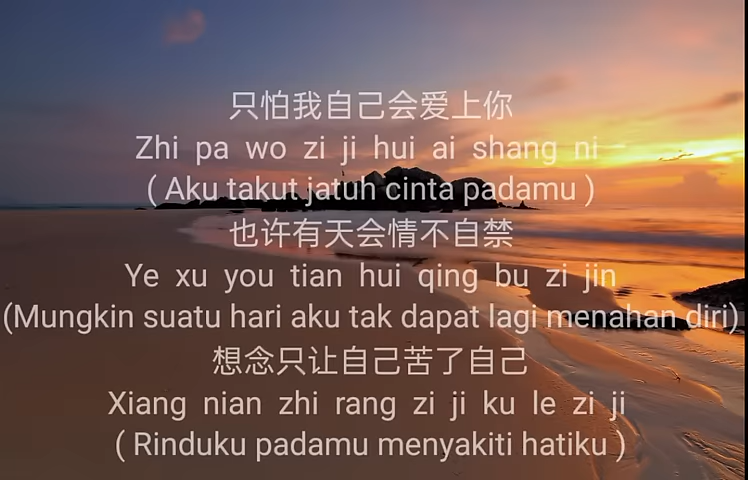 只怕我自己会爱上你
Zhi pa wo zi ji hui ai shang ni
( Aku takut jatuh cinta padamu )
也许有天会情不自禁
Ye xu you tian hui qing bu zi jin
(Mungkin suatu hari aku tak dapat lagi menahan diri)
想念只让自己苦了自己
Xiang nian zhi rang zi ji ku le zi ji
( Rinduku padamu menyakiti hatiku )